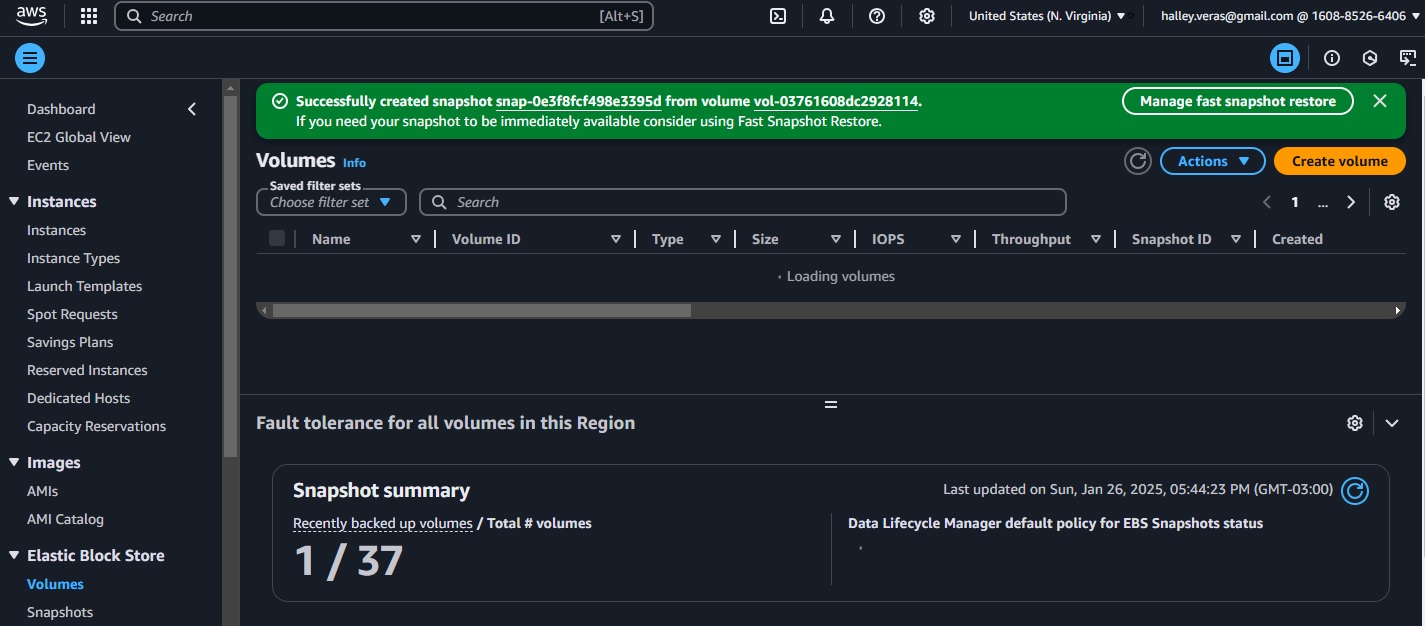 aws
Search [Alt+S]
United States (N. Virginia) halley.veras@gmail.com @ 1608-8526-6406
Dashboard
EC2 Global View
Events
Instances
Instances
Instance Types
Launch Templates
Spot Requests
Savings Plans
Reserved Instances
Dedicated Hosts
Capacity Reservations
Images
AMIs
AMI Catalog
Elastic Block Store
Volumes
Snapshots
Successfully created snapshot snap-0e3f8fcf498e3395d from volume vol-03761608dc2928114.
If you need your snapshot to be immediately available consider using Fast Snapshot Restore.
Manage fast snapshot restore
Volumes Info
Actions
Create volume
Saved filter sets
Choose filter set
Search
1 ...
Name Volume ID Type Size IOPS Throughput Snapshot ID Created
Loading volumes
Fault tolerance for all volumes in this Region
Snapshot summary
Last updated on Sun, Jan 26, 2025, 05:44:23 PM (GMT-03:00)
Recently backed up volumes / Total # volumes
1 / 37
Data Lifecycle Manager default policy for EBS Snapshots status